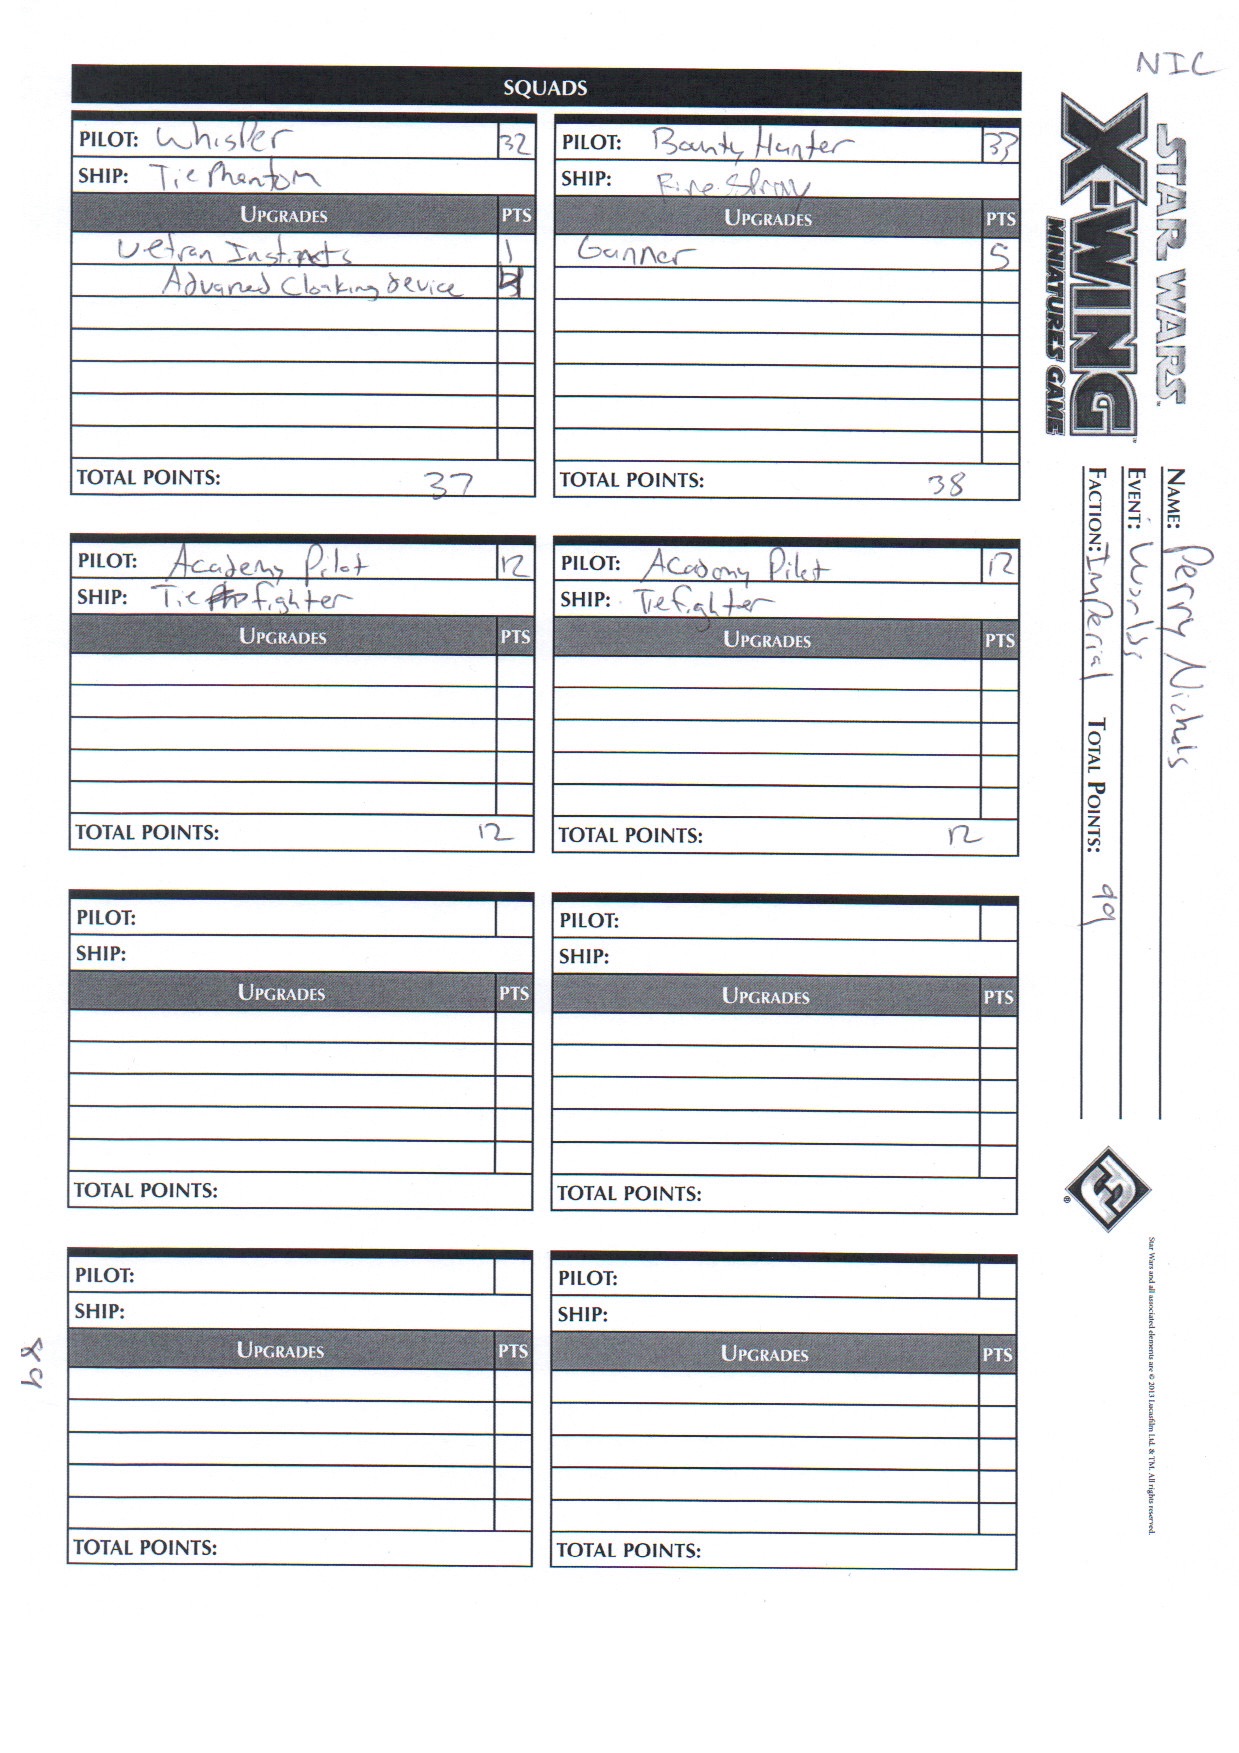 NIC
STAR WARS
X-WING
MINIATURES GAME
NAME: Perry Nichols
EVENT: Worlds
FACTION: Imperial TOTAL POINTS: 99
SQUADS
PILOT: Whisper 32
SHIP: Tie Phantom
UPGRADES PTS
Vetran Instincts 1
Advanced Cloaking device 4
TOTAL POINTS: 37
PILOT: Bounty Hunter 33
SHIP: Fire Spray
UPGRADES PTS
Gunner 5
TOTAL POINTS: 38
PILOT: Academy Pilot 12
SHIP: Tie fighter
UPGRADES PTS
TOTAL POINTS: 12
PILOT: Academy Pilot 12
SHIP: Tie fighter
UPGRADES PTS
TOTAL POINTS: 12
PILOT:
SHIP:
UPGRADES PTS
TOTAL POINTS:
PILOT:
SHIP:
UPGRADES PTS
TOTAL POINTS:
PILOT:
SHIP:
UPGRADES PTS
TOTAL POINTS:
PILOT:
SHIP:
UPGRADES PTS
TOTAL POINTS:
89
Star Wars and all associated elements are © 2013 Lucasfilm Ltd. & TM. All rights reserved.